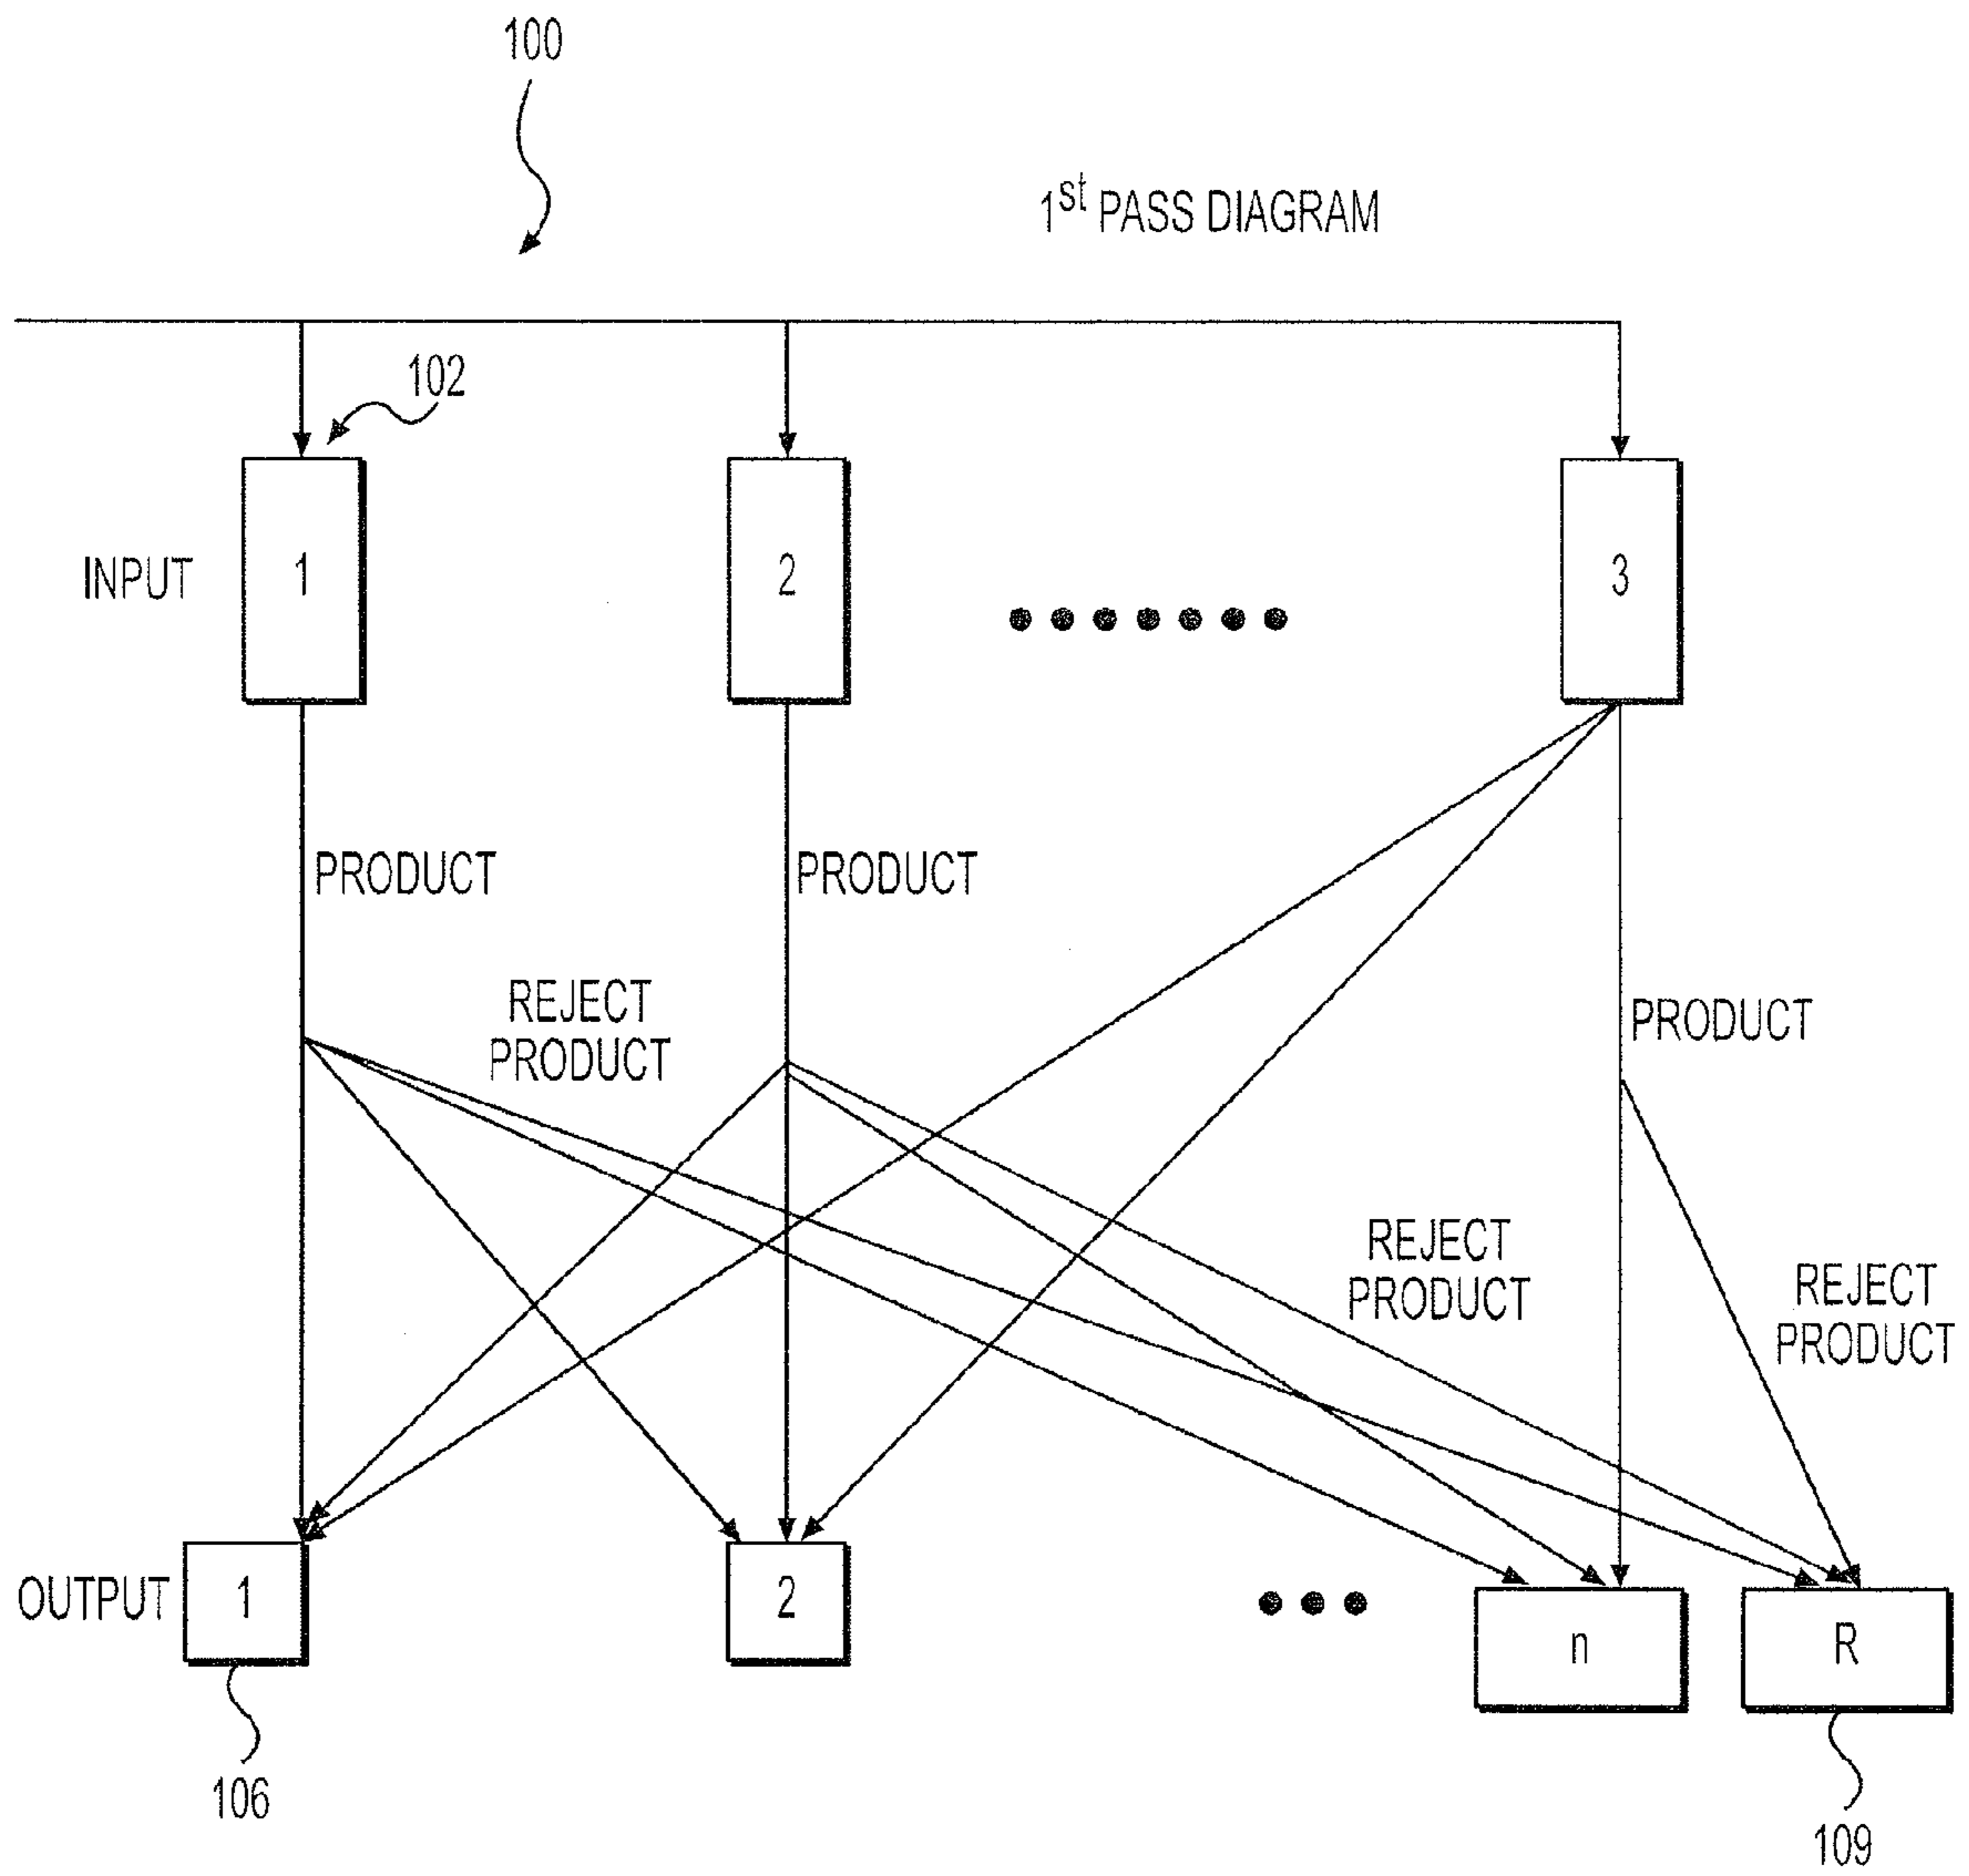 100
1st PASS DIAGRAM
102
INPUT
1
2
3
PRODUCT
PRODUCT
REJECT
PRODUCT
PRODUCT
REJECT
PRODUCT
REJECT
PRODUCT
OUTPUT
1
2
n
R
106
109